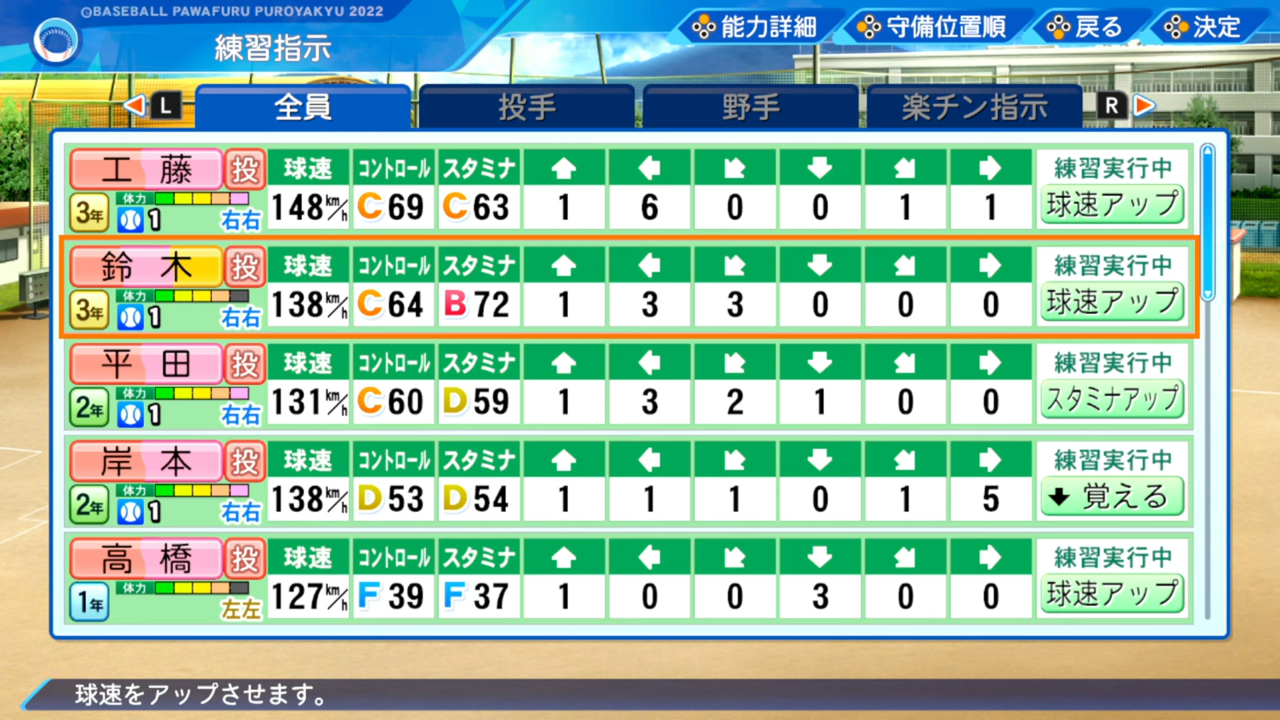 ©BASEBALL PAWAFURU PUROYAKYU 2022
練習指示
能力詳細 守備位置順 戻る 決定
L 全員 投手 野手 楽チン指示 R
工藤 投 球速 コントロール スタミナ 練習実行中
3年 体力 1 右右 148km/h C 69 C 63 1 6 0 0 1 1 球速アップ
鈴木 投 球速 コントロール スタミナ 練習実行中
3年 体力 1 右右 138km/h C 64 B 72 1 3 3 0 0 0 球速アップ
平田 投 球速 コントロール スタミナ 練習実行中
2年 体力 1 右右 131km/h C 60 D 59 1 3 2 1 0 0 スタミナアップ
岸本 投 球速 コントロール スタミナ 練習実行中
2年 体力 1 右右 138km/h D 53 D 54 1 1 1 0 1 5 覚える
高橋 投 球速 コントロール スタミナ 練習実行中
1年 体力 左左 127km/h F 39 F 37 1 0 0 3 0 0 球速アップ
球速をアップさせます。